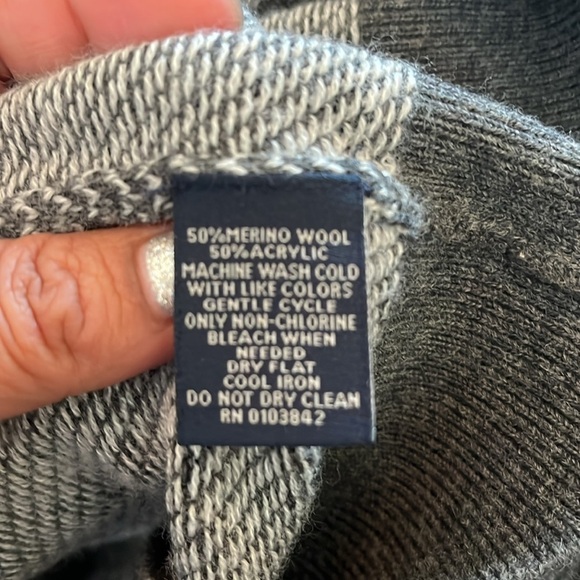 50%MERINO WOOL
50%ACRYLIC
MACHINE WASH COLD
WITH LIKE COLORS
GENTLE CYCLE
ONLY NON-CHLORINE
BLEACH WHEN
NEEDED
DRY FLAT
COOL IRON
DO NOT DRY CLEAN
RN 0103842